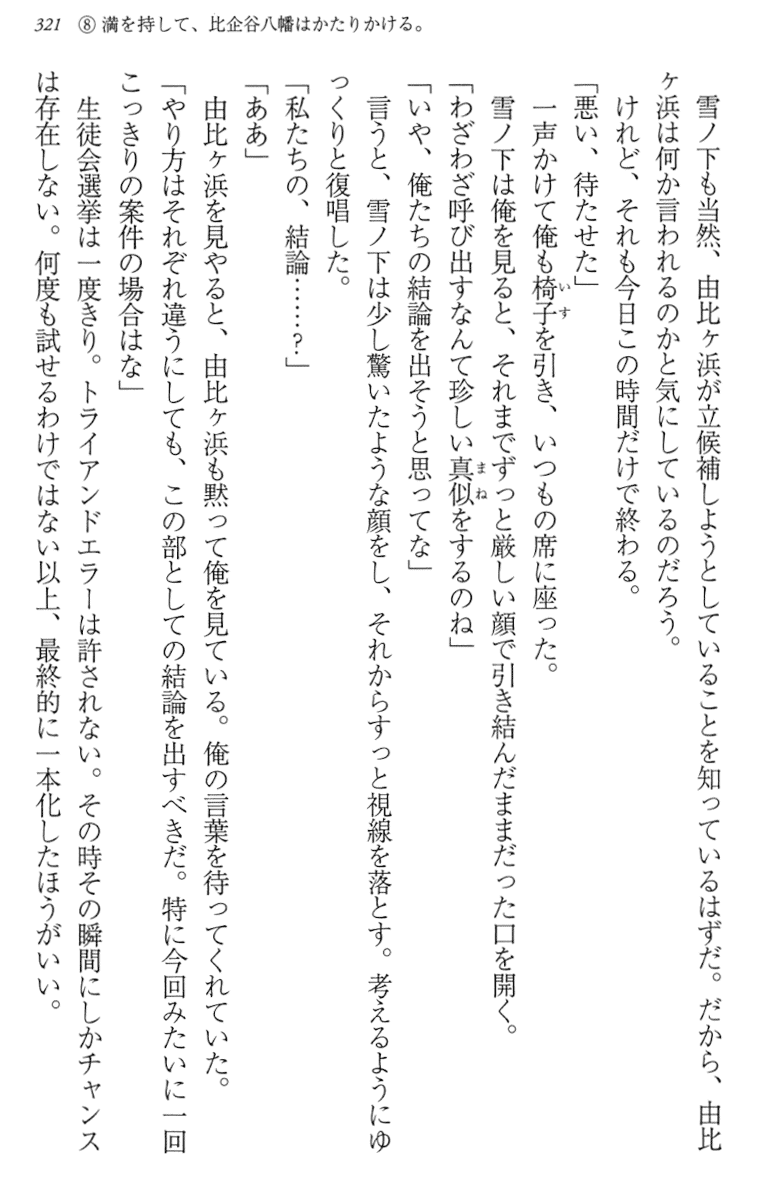 321 ⑧ 満を持して、比企谷八幡はかたりかける。
雪ノ下も当然、由比ヶ浜が立候補しようとしていることを知っているはずだ。だから、由比
ヶ浜は何か言われるのかと気にしているのだろう。
けれど、それも今日この時間だけで終わる。
「悪い、待たせた」
一声かけて俺も椅子を引き、いつもの席に座った。
雪ノ下は俺を見ると、それまでずっと厳しい顔で引き結んだままだった口を開く。
「わざわざ呼び出すなんて珍しい真似をするのね」
「いや、俺たちの結論を出そうと思ってな」
言うと、雪ノ下は少し驚いたような顔をし、それからすっと視線を落とす。考えるようにゆ
っくりと復唱した。
「私たちの、結論……?」
「ああ」
由比ヶ浜を見やると、由比ヶ浜も黙って俺を見ている。俺の言葉を待ってくれていた。
「やり方はそれぞれ違うにしても、この部としての結論を出すべきだ。特に今回みたいに一回
こっきりの案件の場合はな」
生徒会選挙は一度きり。トライアンドエラーは許されない。その時その瞬間にしかチャンス
は存在しない。何度も試せるわけではない以上、最終的に一本化したほうがいい。